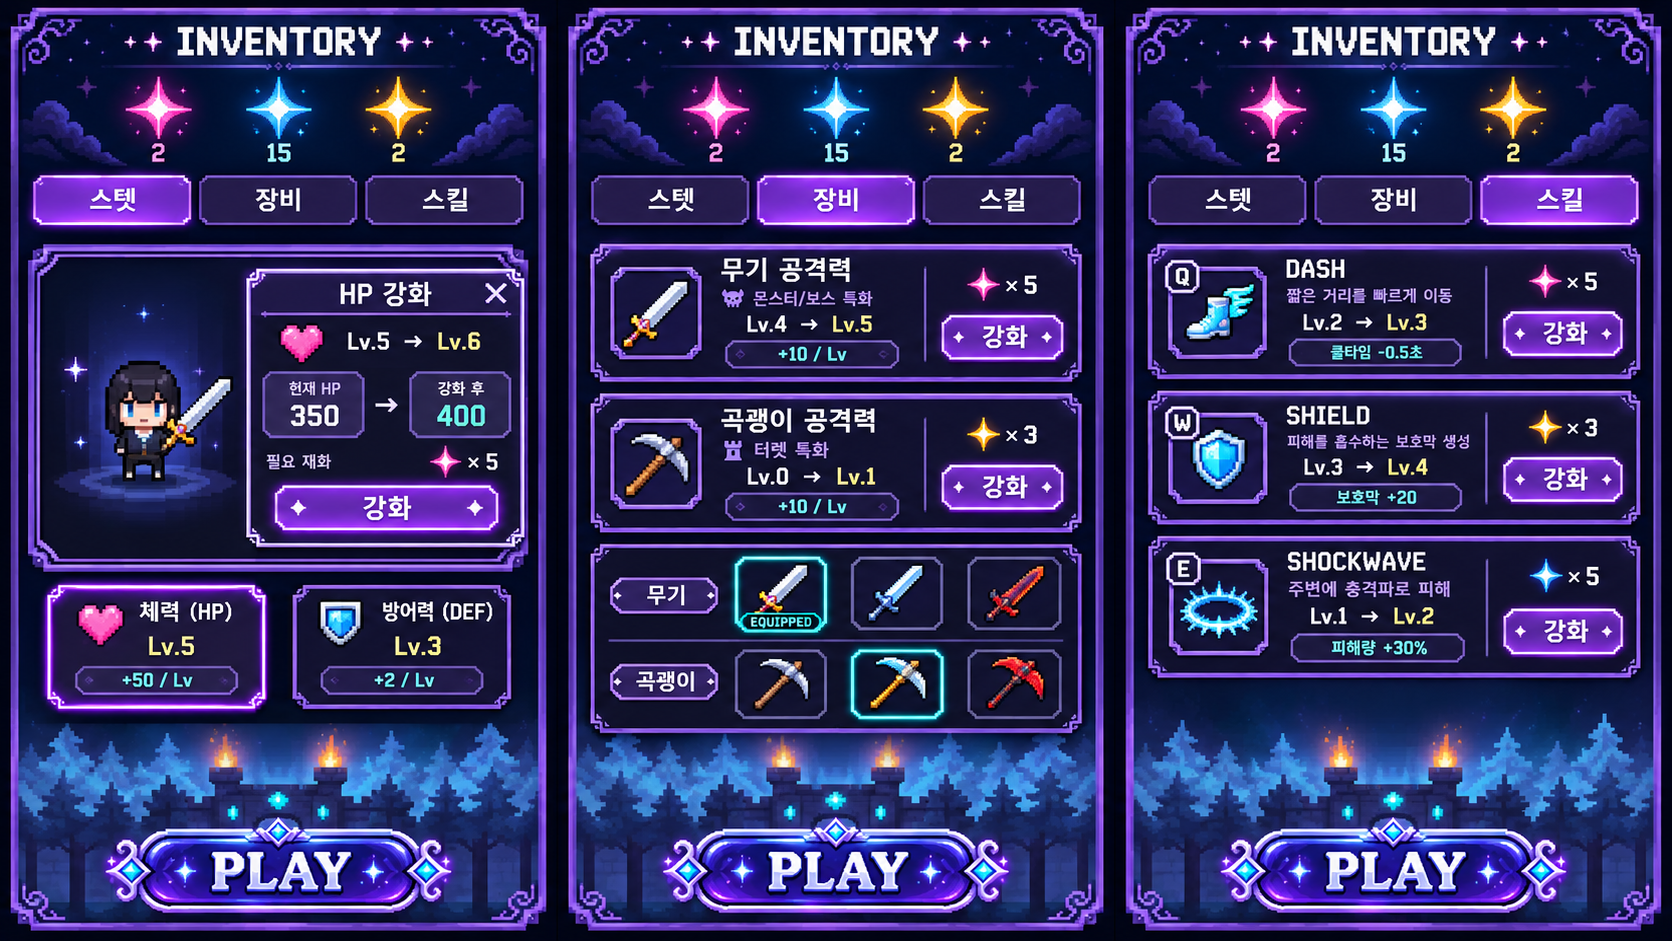 INVENTORY
2 15 2
스텟 장비 스킬
HP 강화
Lv.5 → Lv.6
현재 HP 강화 후
350 → 400
필요 재화 × 5
강화
체력 (HP)
Lv.5
+50 / Lv
방어력 (DEF)
Lv.3
+2 / Lv
PLAY
INVENTORY
2 15 2
스텟 장비 스킬
무기 공격력
몬스터/보스 특화
Lv.4 → Lv.5
+10 / Lv
× 5
강화
곡괭이 공격력
터렛 특화
Lv.0 → Lv.1
+10 / Lv
× 3
강화
무기
EQUIPPED
곡괭이
PLAY
INVENTORY
2 15 2
스텟 장비 스킬
Q
DASH
짧은 거리를 빠르게 이동
Lv.2 → Lv.3
쿨타임 -0.5초
× 5
강화
W
SHIELD
피해를 흡수하는 보호막 생성
Lv.3 → Lv.4
보호막 +20
× 3
강화
E
SHOCKWAVE
주변에 충격파로 피해
Lv.1 → Lv.2
피해량 +30%
× 5
강화
PLAY